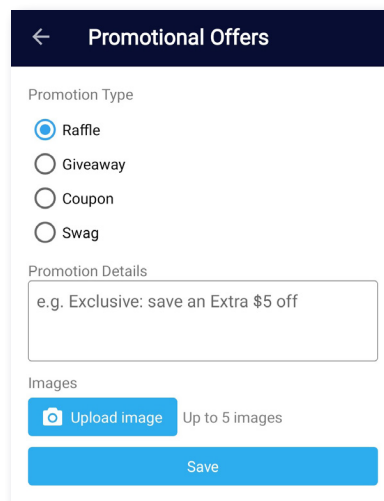 Promotional Offers
Promotion Type
Raffle
Giveaway
Coupon
Swag
Promotion Details
e.g. Exclusive: save an Extra $5 off
Images
Upload image Up to 5 images
Save